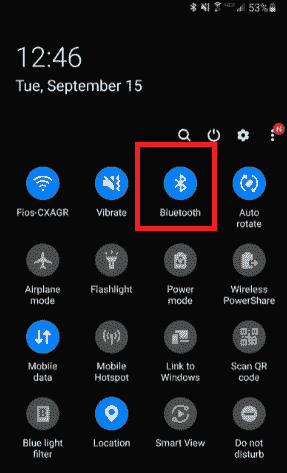 53%
12:46
Tue, September 15
N
Fios-CXAGR
Vibrate
Bluetooth
Auto
rotate
Airplane
mode
Flashlight
Power
mode
Wireless
PowerShare
Mobile
data
Mobile
Hotspot
Link to
Windows
Scan QR
code
Blue light
filter
Location
Smart View
Do not
disturb